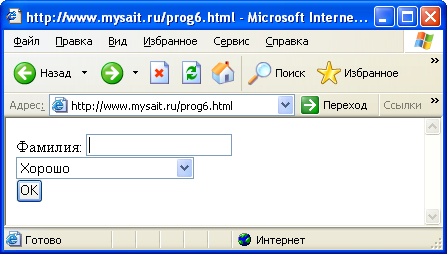 http://www.mysait.ru/prog6.html - Microsoft Interne...
Файл Правка Вид Избранное Сервис Справка
Назад Поиск Избранное
Адрес: http://www.mysait.ru/prog6.html Переход Ссылки
Фамилия:
Хорошо
OK
Готово Интернет